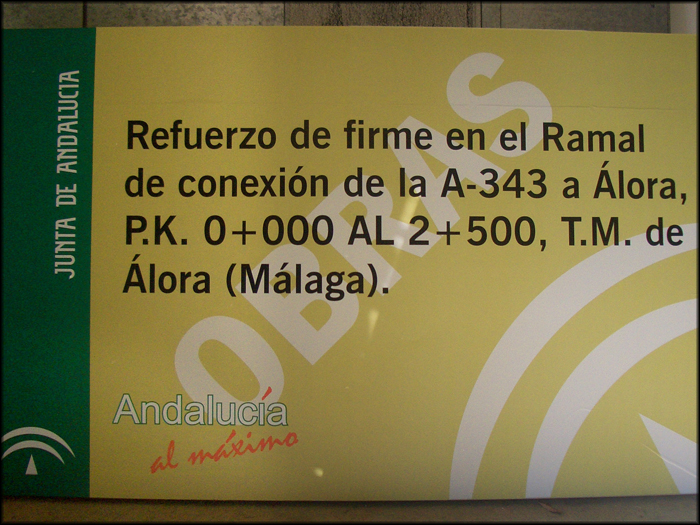 JUNTA DE ANDALUCIA
OBRAS
Refuerzo de firme en el Ramal
de conexión de la A-343 a Álora,
P.K. 0+000 AL 2+500, T.M. de
Álora (Málaga).
Andalucía
al máximo